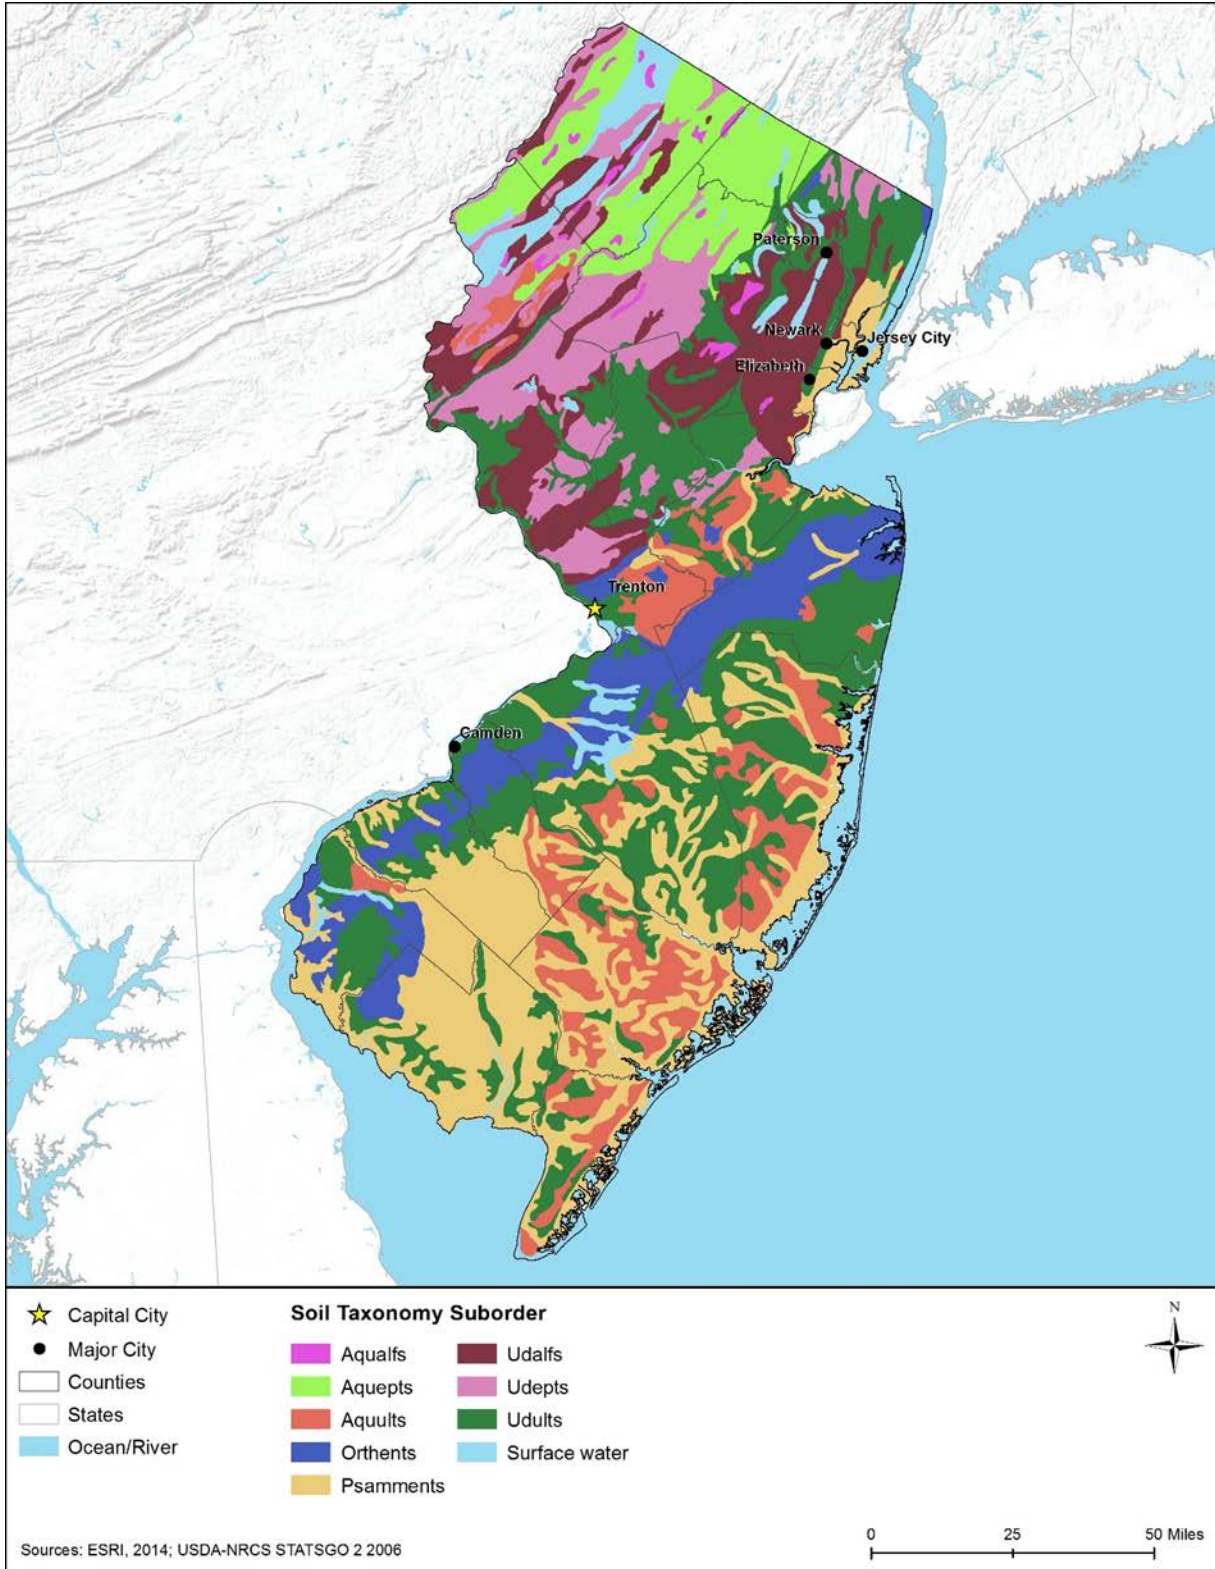 Paterson
Newark
Jersey City
Elizabeth
Trenton
Camden
Capital City
Major City
Counties
States
Ocean/River
Soil Taxonomy Suborder
Aqualfs
Aquepts
Aquults
Orthents
Psamments
Udalfs
Udepts
Udults
Surface water
N
0 25 50 Miles
Sources: ESRI, 2014; USDA-NRCS STATSGO 2 2006